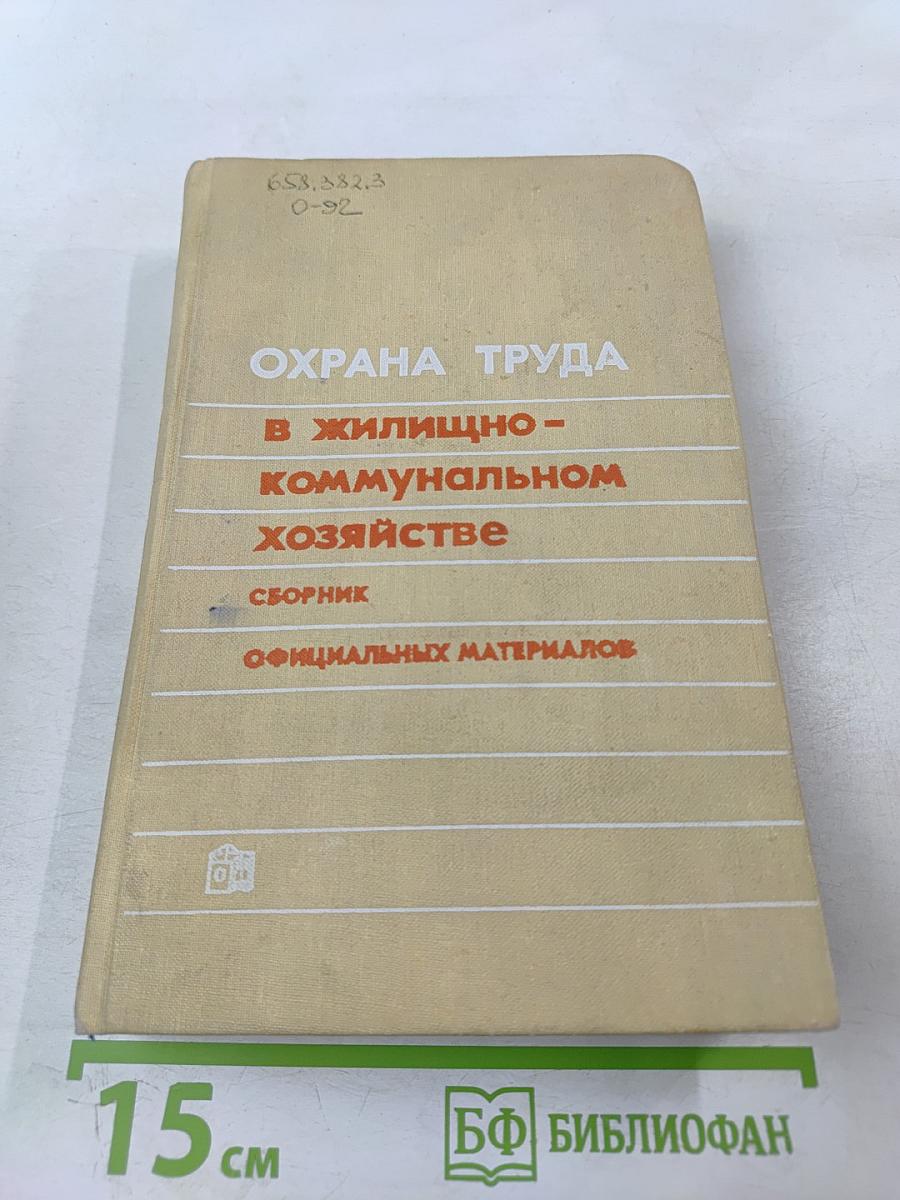 658.382.3
О-92
ОХРАНА ТРУДА
В ЖИЛИЩНО-
КОММУНАЛЬНОМ
ХОЗЯЙСТВЕ
СБОРНИК
ОФИЦИАЛЬНЫХ МАТЕРИАЛОВ
15 см
БФ БИБЛИОФАН